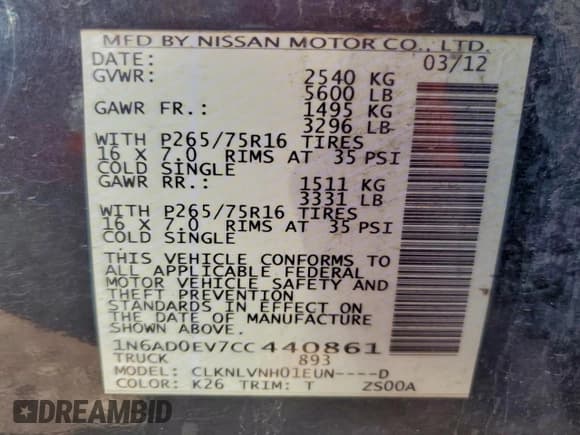 MFD BY NISSAN MOTOR CO., LTD.
DATE: 03/12
GVWR: 2540 KG
5600 LB
GAWR FR.: 1495 KG
3296 LB
WITH P265/75R16 TIRES
16 X 7.0 RIMS AT 35 PSI
COLD SINGLE
GAWR RR.: 1511 KG
3331 LB
WITH P265/75R16 TIRES
16 X 7.0 RIMS AT 35 PSI
COLD SINGLE
THIS VEHICLE CONFORMS TO
ALL APPLICABLE FEDERAL
MOTOR VEHICLE SAFETY AND
THEFT PREVENTION
STANDARDS IN EFFECT ON
THE DATE OF MANUFACTURE
SHOWN ABOVE.
1N6AD0EV7CC440861
TRUCK 893
MODEL: CLKNLVNH01EUN----D
COLOR: K26 TRIM: T ZS00A
DREAMBID